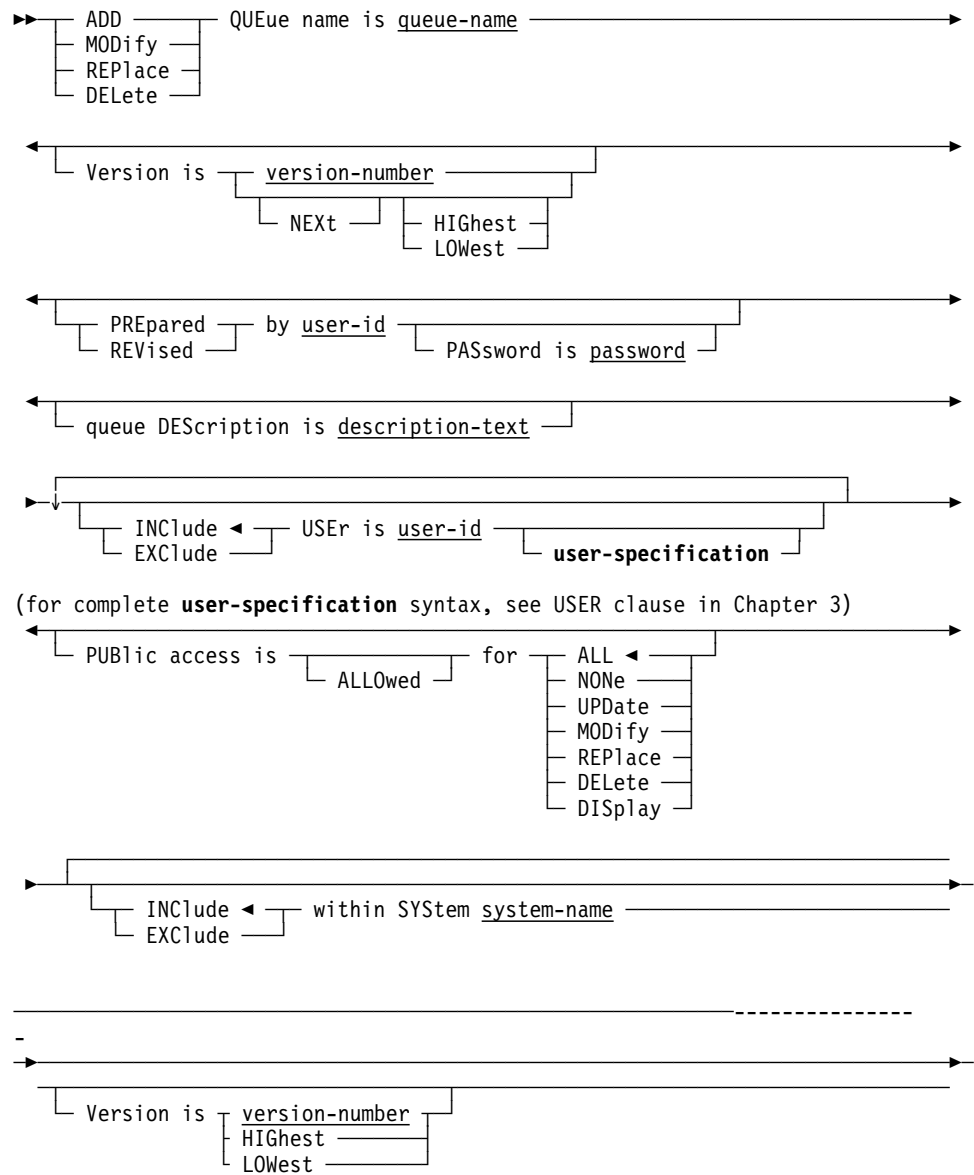 ADD QUEue name is queue-name
MODify
REPlace
DELete
Version is version-number
NEXt HIGhest
LOWest
PREpared by user-id PASsword is password
REVised
queue DEScription is description-text
INClude USEr is user-id user-specification
EXClude
(for complete user-specification syntax, see USER clause in Chapter 3)
PUBlic access is ALLOwed for ALL
NONe
UPDate
MODify
REPlace
DELete
DISplay
INClude within SYStem system-name
EXClude
Version is version-number
HIGhest
LOWest